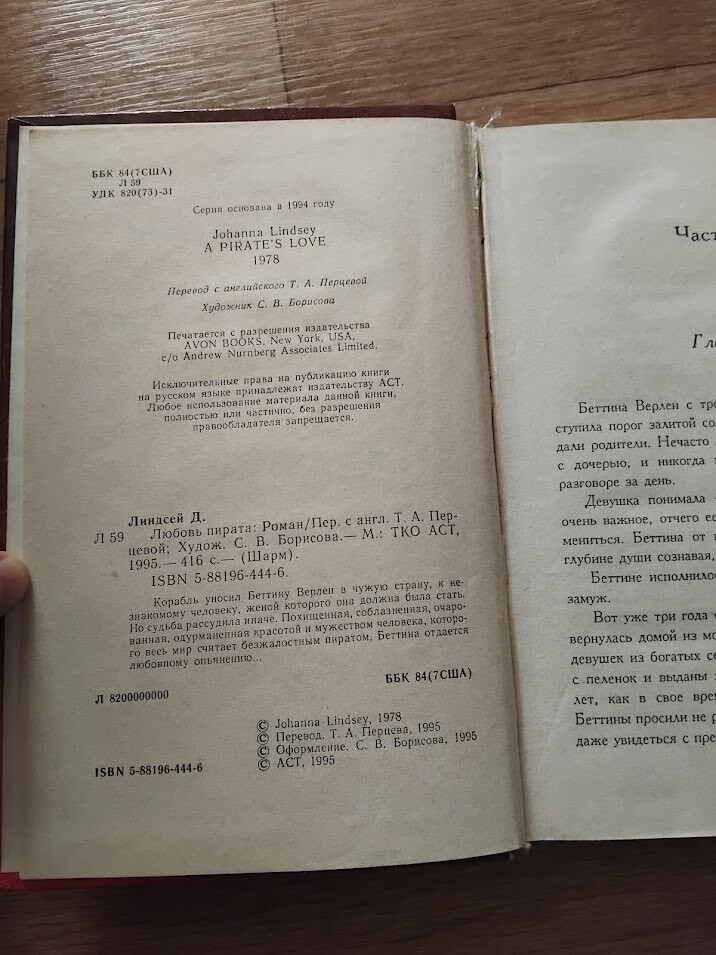 ББК 84(7США)
Л 59
УДК 820(73)-31
Серия основана в 1994 году
Johanna Lindsey
A PIRATE'S LOVE
1978
Перевод с английского Т. А. Перцевой
Художник С. В. Борисова
Печатается с разрешения издательства
AVON BOOKS, New York, USA,
c/o Andrew Nurnberg Associates Limited.
Исключительные права на публикацию книги
на русском языке принадлежат издательству АСТ.
Любое использование материала данной книги,
полностью или частично, без разрешения
правообладателя запрещается.
Линдсей Д.
Л 59 Любовь пирата: Роман/Пер. с англ. Т. А. Пер-
цевой; Худож. С. В. Борисова.— М.: ТКО АСТ,
1995.— 416 с.— (Шарм).
ISBN 5-88196-444-6.
Корабль уносил Беттину Верлен в чужую страну, к не-
знакомому человеку, женой которого она должна была стать.
Но судьба рассудила иначе. Похищенная, соблазненная, очаро-
ванная, одурманенная красотой и мужеством человека, которо-
го весь мир считает безжалостным пиратом, Беттина отдается
любовному опьянению...
ББК 84(7США)
Л 8200000000
© Johanna Lindsey, 1978
© Перевод. Т. А. Перцева, 1995
© Оформление. С. В. Борисова, 1995
© АСТ, 1995
ISBN 5-88196-444-6
Част
Гла
Беттина Верлен с тре
ступила порог залитой со
дали родители. Нечасто
с дочерью, и никогда
разговоре за день.
Девушка понимала
очень важное, отчего ее
мениться. Беттина от
глубине души сознавая,
Беттине исполнило
замуж.
Вот уже три года
вернулась домой из мо
девушек из богатых се
с пеленок и выданы
лет, как в свое врем
Беттины просили не р
даже увидеться с пре